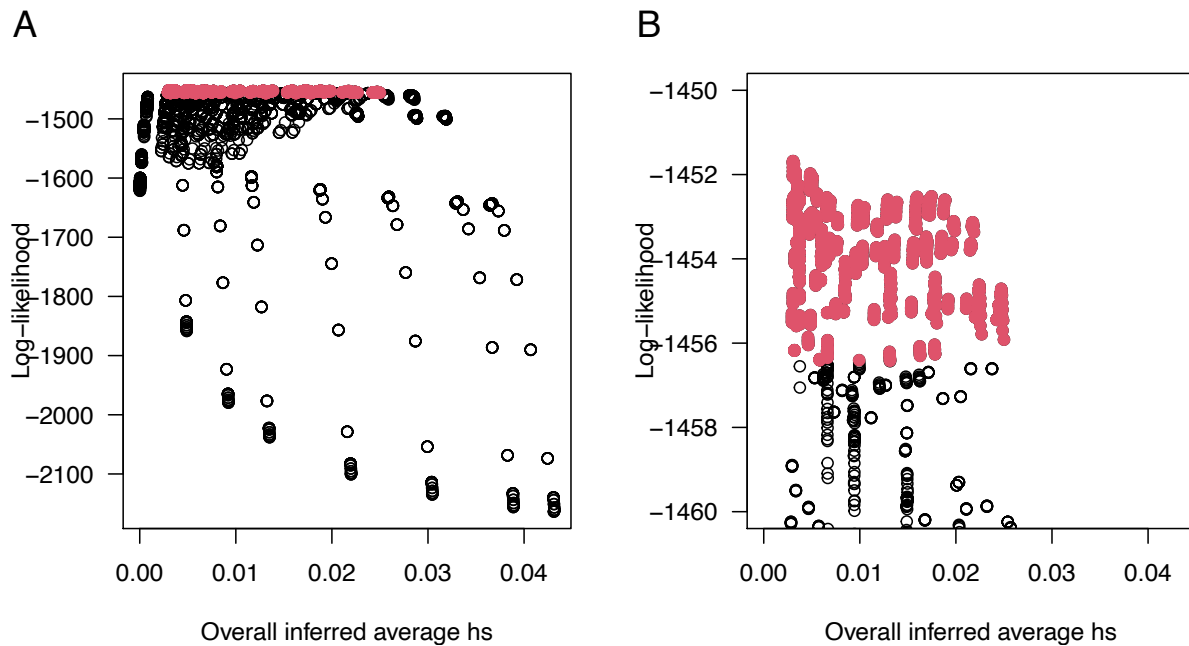 A
B
Log−likelihood
−1500
−1600
−1700
−1800
−1900
−2000
−2100
0.00 0.01 0.02 0.03 0.04
Overall inferred average hs
Log−likelihood
−1450
−1452
−1454
−1456
−1458
−1460
0.00 0.01 0.02 0.03 0.04
Overall inferred average hs